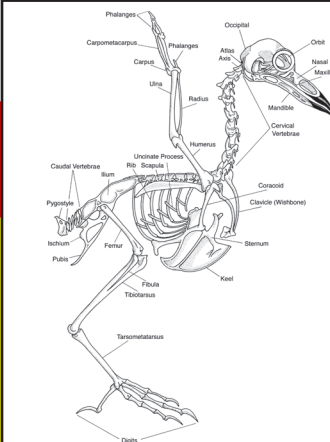 Phalanges
Occipital
Orbit
Carpometacarpus
Phalanges
Atlas
Axis
Nasal
Carpus
Ulna
Radius
Mandible
Cervical
Vertebrae
Humerus
Uncinate Process
Rib Scapula
Caudal Vertebrae
Ilium
Coracoid
Pygostyle
Clavicle (Wishbone)
Ischium
Femur
Sternum
Pubis
Keel
Fibula
Tibiotarsus
Tarsometatarsus
Digits